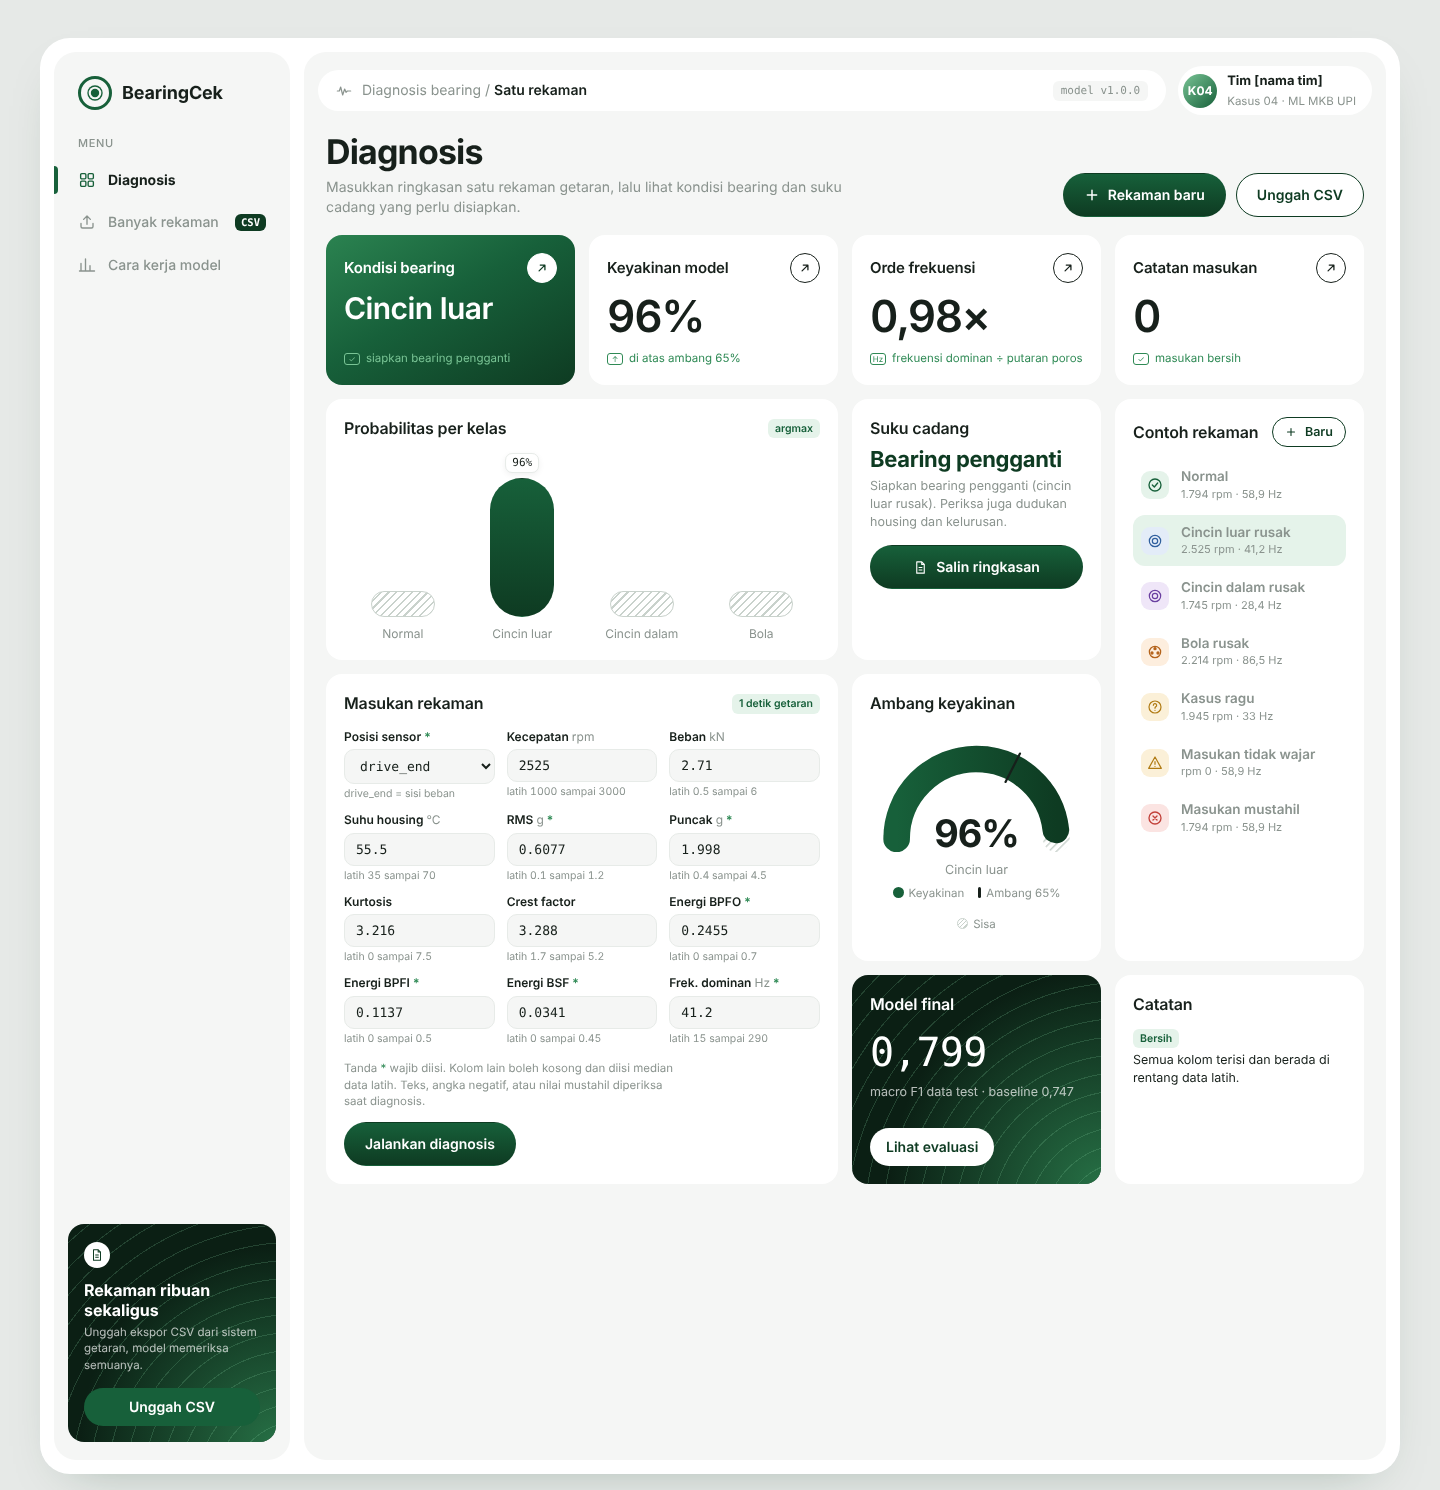 BearingCek
MENU
Diagnosis
Banyak rekaman CSV
Cara kerja model
Rekaman ribuan
sekaligus
Unggah ekspor CSV dari sistem
getaran, model memeriksa
semuanya.
Unggah CSV
Diagnosis bearing / Satu rekaman
model v1.0.0
K04
Tim [nama tim]
Kasus 04 · ML MKB UPI
Diagnosis
Masukkan ringkasan satu rekaman getaran, lalu lihat kondisi bearing dan suku
cadang yang perlu disiapkan.
+ Rekaman baru
Unggah CSV
Kondisi bearing
Cincin luar
siapkan bearing pengganti
Keyakinan model
96%
di atas ambang 65%
Orde frekuensi
0,98×
Hz frekuensi dominan ÷ putaran poros
Catatan masukan
0
masukan bersih
Probabilitas per kelas
argmax
96%
Normal
Cincin luar
Cincin dalam
Bola
Suku cadang
Bearing pengganti
Siapkan bearing pengganti (cincin
luar rusak). Periksa juga dudukan
housing dan kelurusan.
Salin ringkasan
Contoh rekaman
+ Baru
Normal
1.794 rpm · 58,9 Hz
Cincin luar rusak
2.525 rpm · 41,2 Hz
Cincin dalam rusak
1.745 rpm · 28,4 Hz
Bola rusak
2.214 rpm · 86,5 Hz
Kasus ragu
1.945 rpm · 33 Hz
Masukan tidak wajar
rpm 0 · 58,9 Hz
Masukan mustahil
1.794 rpm · 58,9 Hz
Masukan rekaman
1 detik getaran
Posisi sensor *
drive_end
drive_end = sisi beban
Kecepatan rpm
2525
latih 1000 sampai 3000
Beban kN
2.71
latih 0.5 sampai 6
Suhu housing °C
55.5
latih 35 sampai 70
RMS g *
0.6077
latih 0.1 sampai 1.2
Puncak g *
1.998
latih 0.4 sampai 4.5
Kurtosis
3.216
latih 0 sampai 7.5
Crest factor
3.288
latih 1.7 sampai 5.2
Energi BPFO *
0.2455
latih 0 sampai 0.7
Energi BPFI *
0.1137
latih 0 sampai 0.5
Energi BSF *
0.0341
latih 0 sampai 0.45
Frek. dominan Hz *
41.2
latih 15 sampai 290
Tanda * wajib diisi. Kolom lain boleh kosong dan diisi median
data latih. Teks, angka negatif, atau nilai mustahil diperiksa
saat diagnosis.
Jalankan diagnosis
Ambang keyakinan
96%
Cincin luar
Keyakinan
Ambang 65%
Sisa
Model final
0,799
macro F1 data test · baseline 0,747
Lihat evaluasi
Catatan
Bersih
Semua kolom terisi dan berada di
rentang data latih.